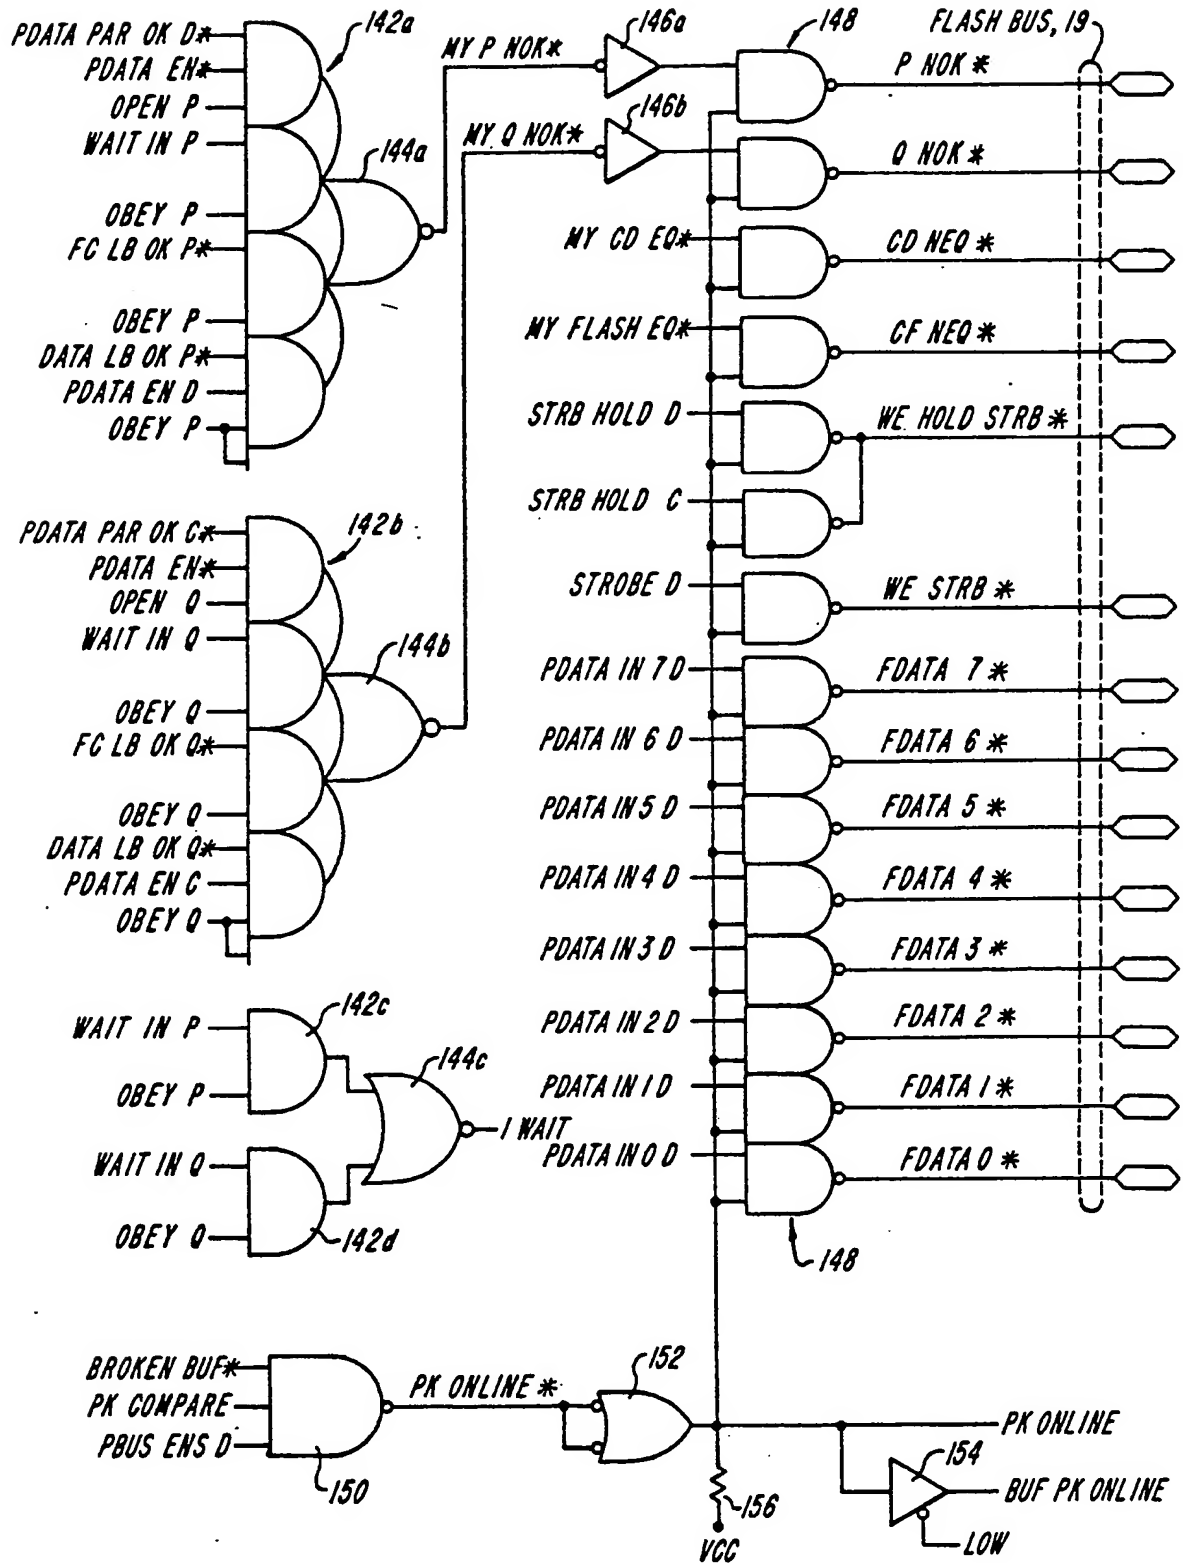 PDATA PAR OK D*
PDATA EN*
OPEN P
WAIT IN P
OBEY P
FC LB OK P*
OBEY P
DATA LB OK P*
PDATA EN D
OBEY P
142a
144a
MY P NOK*
146a
MY Q NOK*
146b
148
FLASH BUS, 19
P NOK *
Q NOK *
MY CD EQ*
CD NEQ *
MY FLASH EQ*
CF NEQ *
STRB HOLD D
WE HOLD STRB *
STRB HOLD C
PDATA PAR OK C*
PDATA EN*
OPEN Q
WAIT IN Q
OBEY Q
FC LB OK Q*
OBEY Q
DATA LB OK Q*
PDATA EN C
OBEY Q
142b
144b
STROBE D
WE STRB *
PDATA IN 7 D
FDATA 7 *
PDATA IN 6 D
FDATA 6 *
PDATA IN 5 D
FDATA 5 *
PDATA IN 4 D
FDATA 4 *
PDATA IN 3 D
FDATA 3 *
PDATA IN 2 D
FDATA 2 *
PDATA IN 1 D
FDATA 1 *
PDATA IN 0 D
FDATA 0 *
148
WAIT IN P
OBEY P
142c
144c
I WAIT
WAIT IN Q
OBEY Q
142d
BROKEN BUF*
PK COMPARE
PBUS ENS D
150
PK ONLINE *
152
PK ONLINE
154
BUF PK ONLINE
LOW
156
VCC